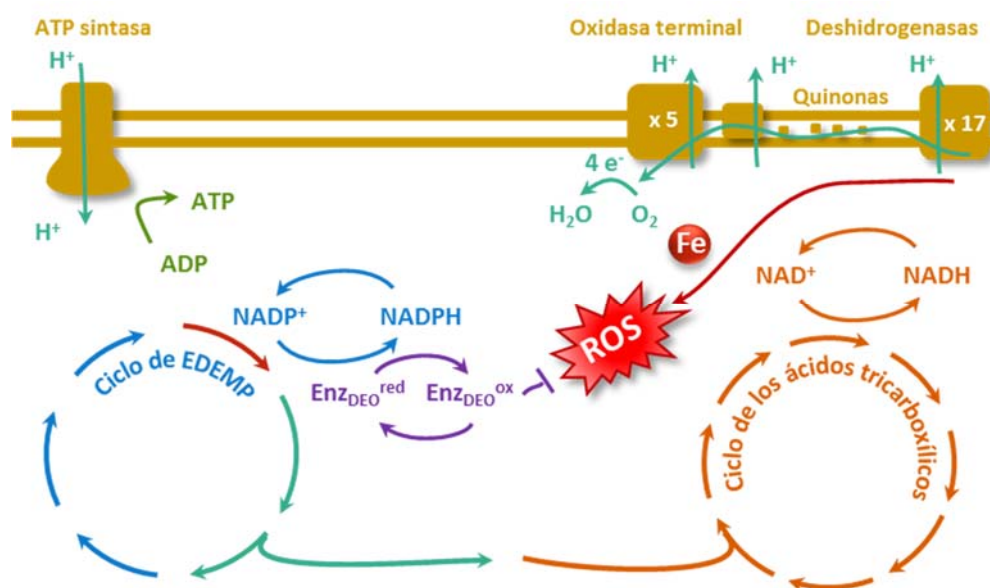 ATP sintasa
Oxidasa terminal
Deshidrogenasas
H⁺
H⁺
H⁺
H⁺
Quinonas
x 5
x 17
4 e⁻
H₂O
O₂
H⁺
ATP
ADP
Fe
NAD⁺
NADH
NADP⁺
NADPH
ROS
Ciclo de EDEMP
Enz_DEO^red
Enz_DEO^ox
Ciclo de los ácidos tricarboxílicos